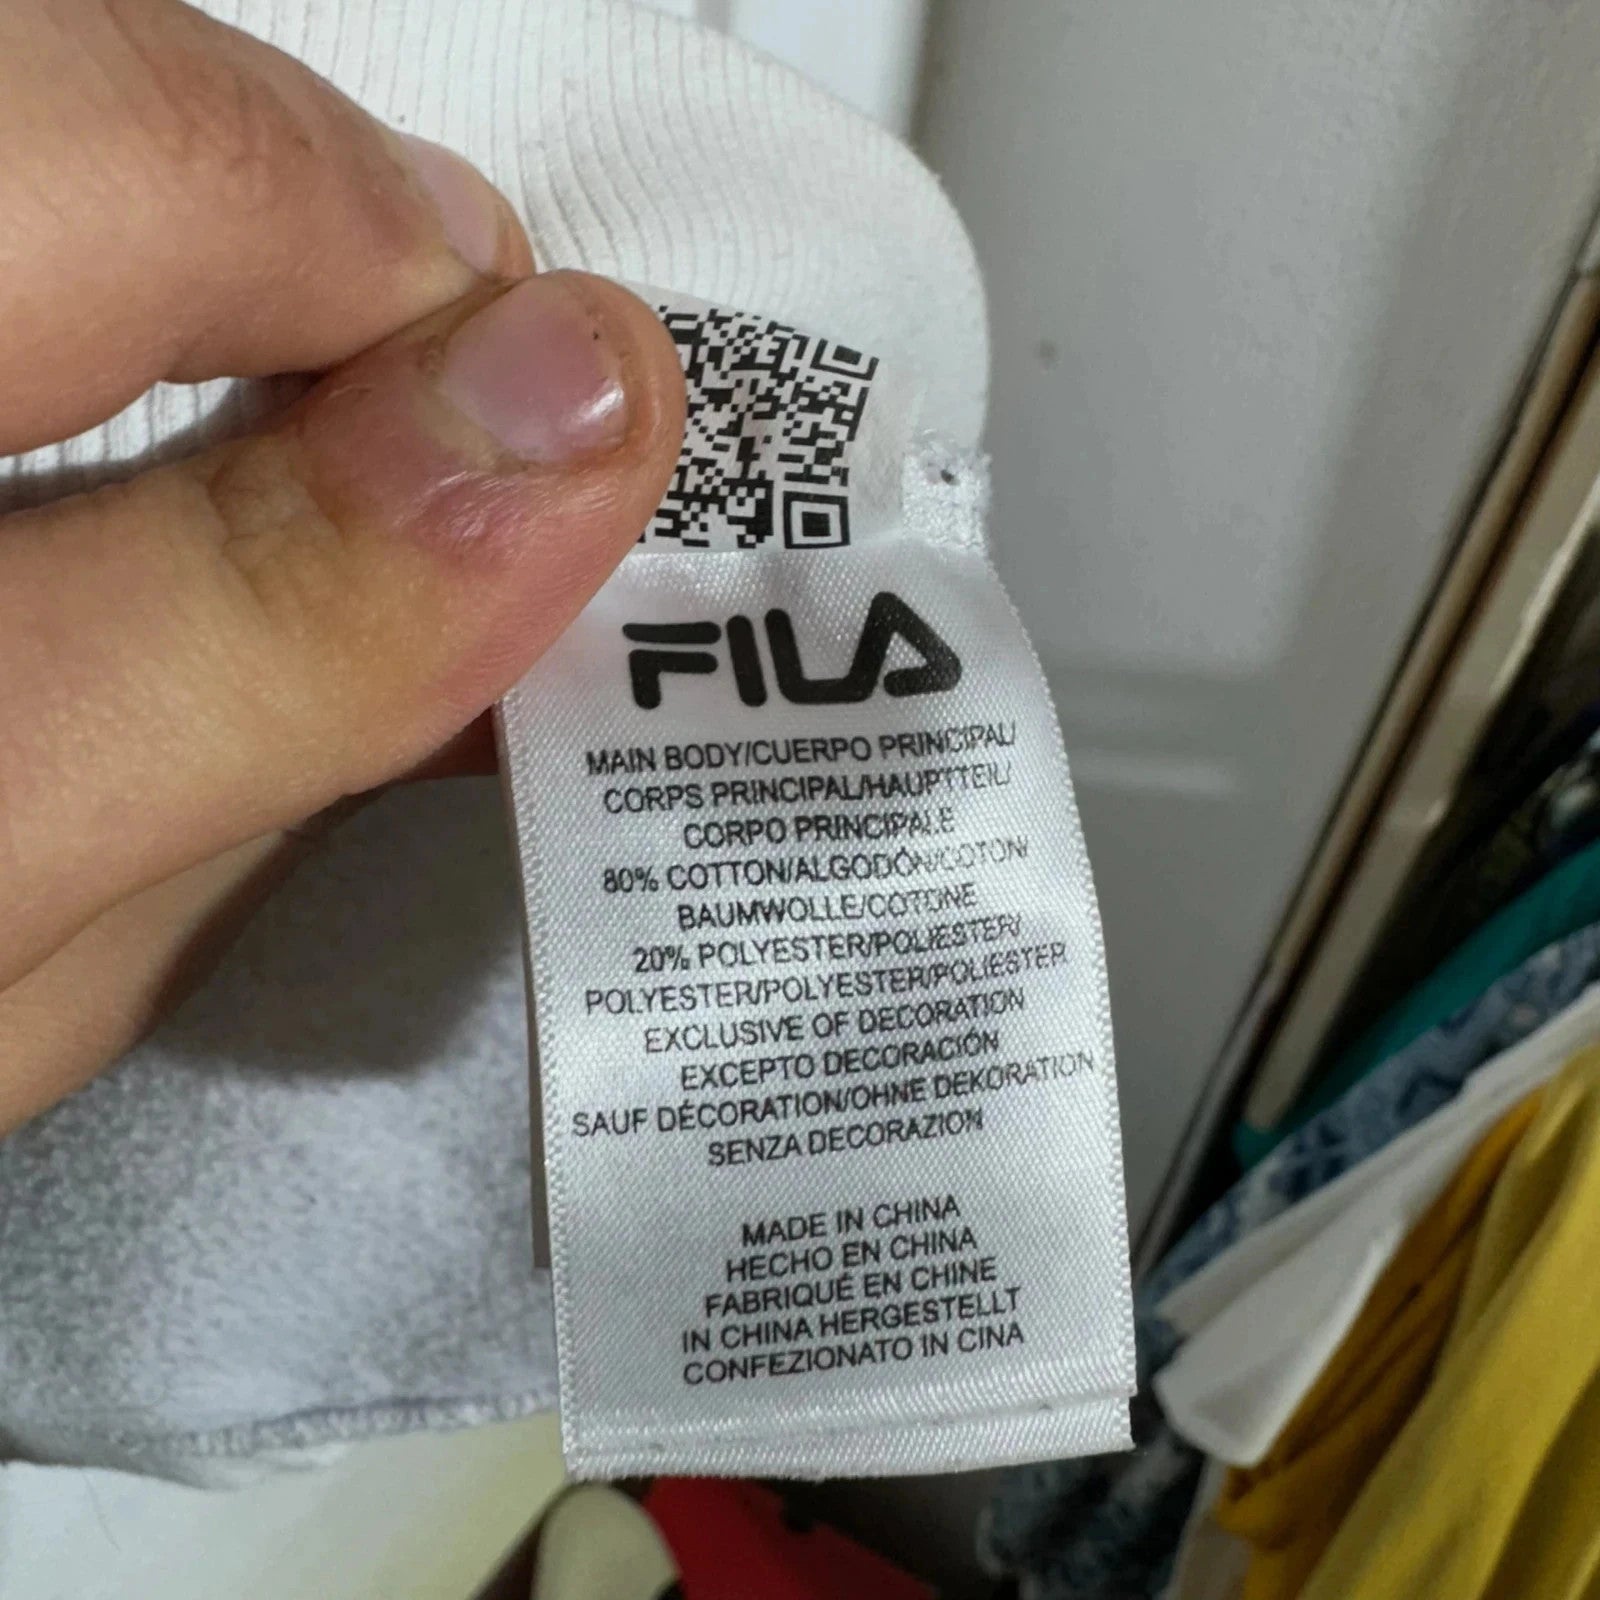 FILA
MAIN BODY/CUERPO PRINCIPAL/
CORPS PRINCIPAL/HAUPTTEIL/
CORPO PRINCIPALE
80% COTTON/ALGODÓN/COTON/
BAUMWOLLE/COTONE
20% POLYESTER/POLIESTER/
POLYESTER/POLYESTER/POLIESTER
EXCLUSIVE OF DECORATION
EXCEPTO DECORACIÓN
SAUF DÉCORATION/OHNE DEKORATION
SENZA DECORAZION
MADE IN CHINA
HECHO EN CHINA
FABRIQUÉ EN CHINE
IN CHINA HERGESTELLT
CONFEZIONATO IN CINA